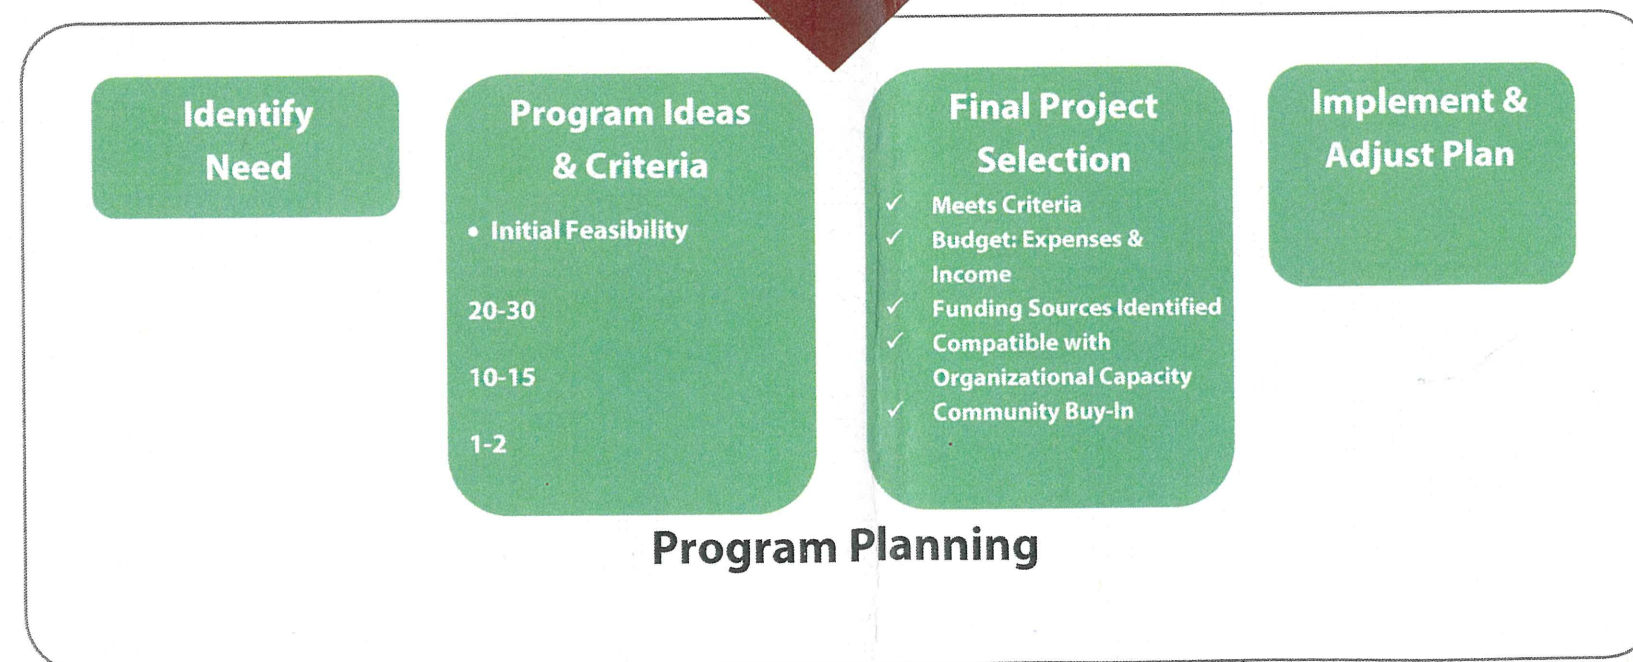 Identify
Need
Program Ideas
& Criteria
• Initial Feasibility
20-30
10-15
1-2
Final Project
Selection
✓ Meets Criteria
✓ Budget: Expenses &
Income
✓ Funding Sources Identified
✓ Compatible with
Organizational Capacity
✓ Community Buy-In
Implement &
Adjust Plan
Program Planning